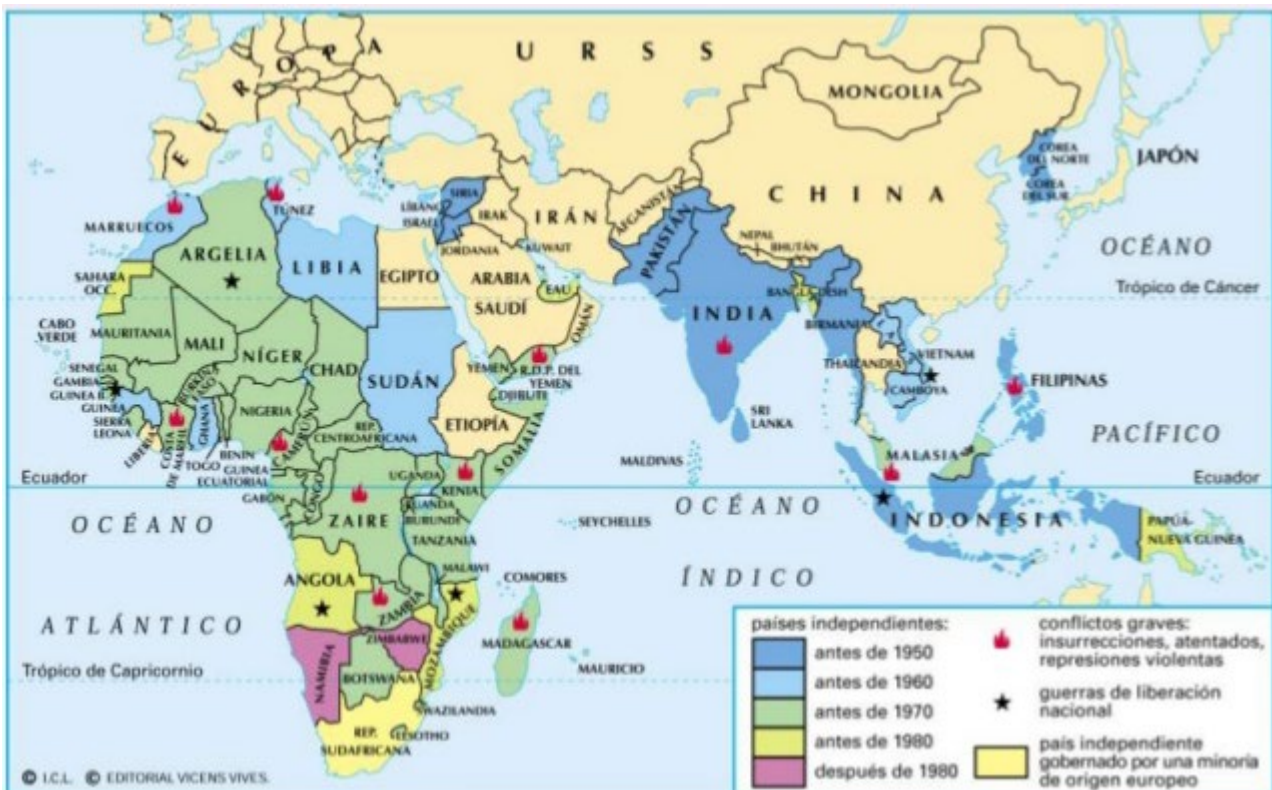 EUROPA
URSS
MONGOLIA
COREA
DEL NORTE
COREA
DEL SUR
JAPÓN
CHINA
MARRUECOS
TÚNEZ
ARGELIA
LIBIA
EGIPTO
SAHARA
OCC.
SIRIA
LÍBANO
ISRAEL
JORDANIA
IRAK
IRÁN
KUWAIT
AFGANISTÁN
PAKISTÁN
NEPAL
BHUTÁN
BANGLADESH
INDIA
BIRMANIA
ARABIA
SAUDÍ
EAU
OMÁN
YEMEN
R.D.P. DEL
YEMEN
OCÉANO
Trópico de Cáncer
CABO
VERDE
MAURITANIA
MALI
NÍGER
CHAD
SUDÁN
SENEGAL
GAMBIA
GUINEA B.
GUINEA
SIERRA
LEONA
LIBERIA
BURKINA
FASO
COSTA
DE MARFIL
GHANA
TOGO
BENIN
NIGERIA
CAMERÚN
GUINEA
ECUATORIAL
REP.
CENTROAFRICANA
ETIOPÍA
DJIBUTI
SOMALIA
THAILANDIA
VIETNAM
CAMBOYA
FILIPINAS
SRI
LANKA
MALDIVAS
MALASIA
PACÍFICO
Ecuador
Ecuador
GABÓN
CONGO
ZAIRE
UGANDA
KENIA
RUANDA
BURUNDI
TANZANIA
SEYCHELLES
OCÉANO
INDONESIA
PAPÚA-
NUEVA GUINEA
OCÉANO
ÍNDICO
ATLÁNTICO
ANGOLA
ZAMBIA
MALAWI
COMORES
MOZAMBIQUE
MADAGASCAR
MAURICIO
ZIMBABWE
NAMIBIA
BOTSWANA
Trópico de Capricornio
SWAZILANDIA
LESOTHO
REP.
SUDAFRICANA
países independientes:
antes de 1950
antes de 1960
antes de 1970
antes de 1980
después de 1980
conflictos graves:
insurrecciones, atentados,
represiones violentas
guerras de liberación
nacional
país independiente
gobernado por una minoría
de origen europeo
© I.C.L. © EDITORIAL VICENS VIVES.